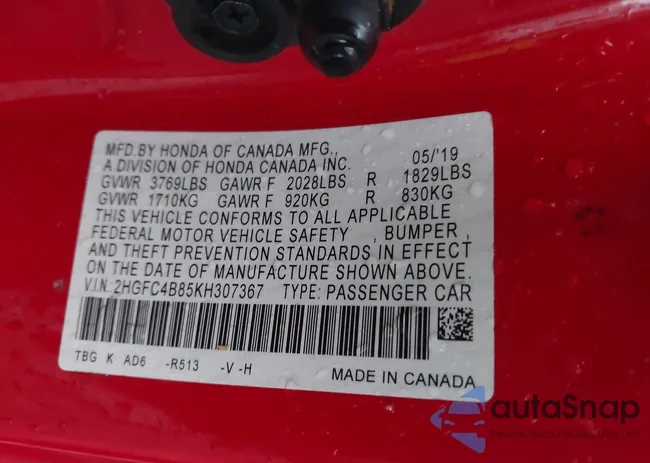 MFD.BY HONDA OF CANADA MFG., 05/'19
A DIVISION OF HONDA CANADA INC.
GVWR 3769LBS GAWR F 2028LBS R 1829LBS
GVWR 1710KG GAWR F 920KG R 830KG
THIS VEHICLE CONFORMS TO ALL APPLICABLE
FEDERAL MOTOR VEHICLE SAFETY , BUMPER ,
AND THEFT PREVENTION STANDARDS IN EFFECT
ON THE DATE OF MANUFACTURE SHOWN ABOVE.
V.I.N: 2HGFC4B85KH307367 TYPE: PASSENGER CAR
TBG K AD6 -R513 -V -H
MADE IN CANADA
autoSnap